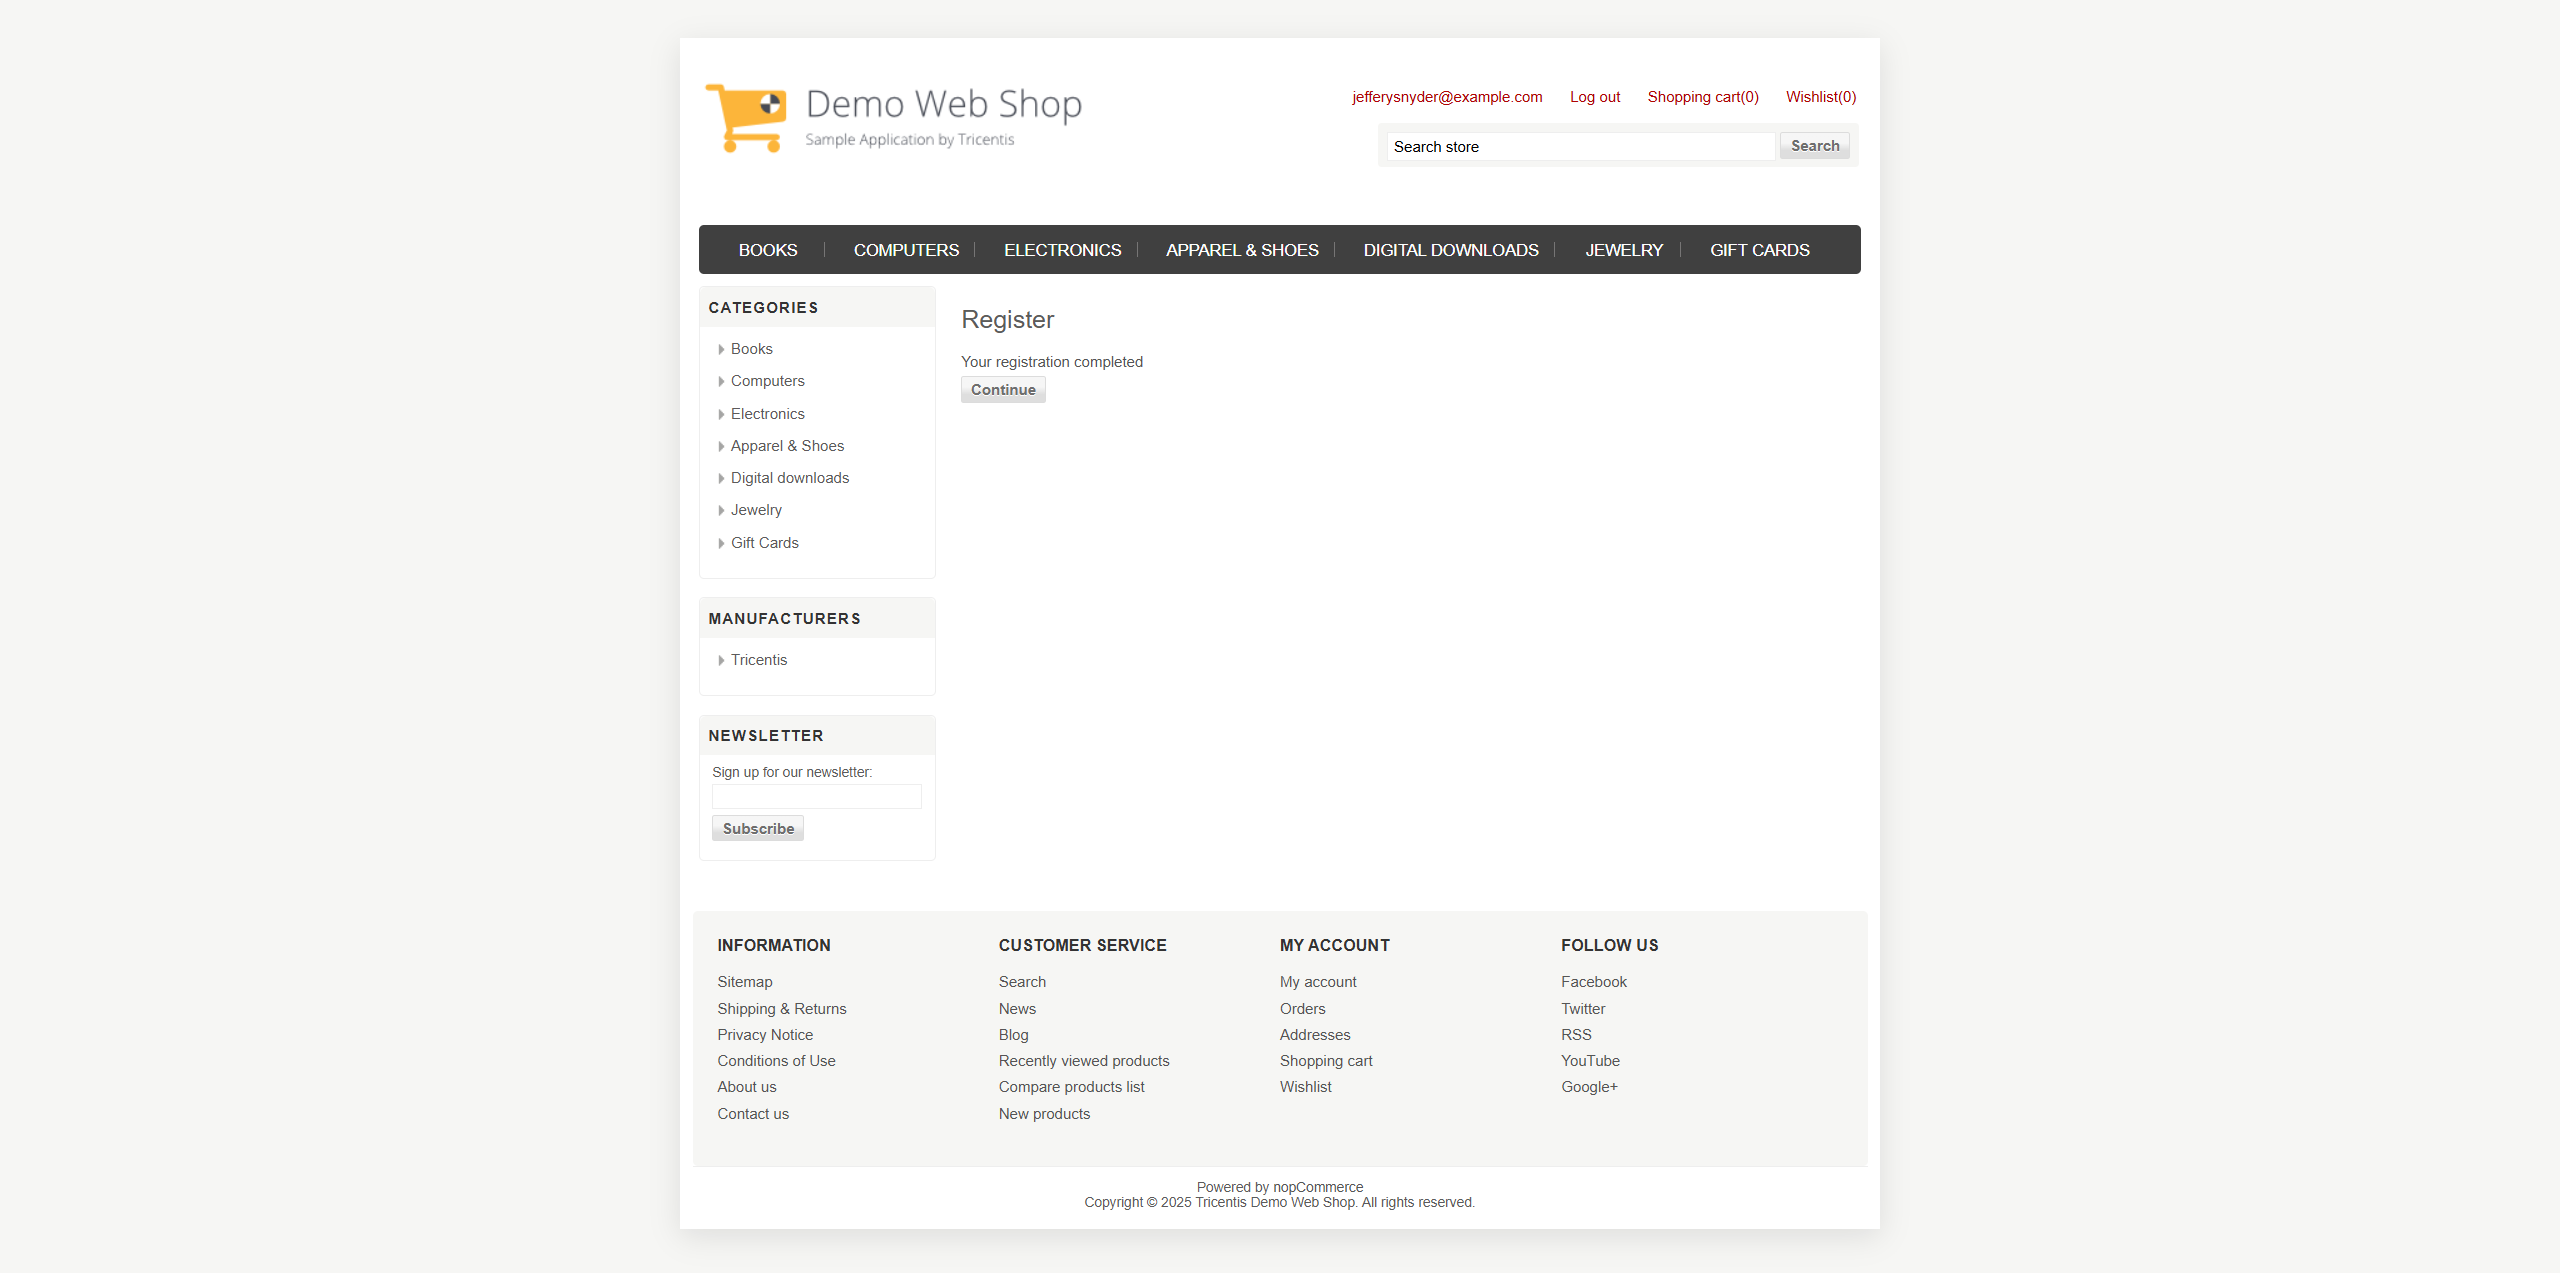 Demo Web Shop
Sample Application by Tricentis
jefferysnyder@example.com Log out Shopping cart(0) Wishlist(0)
Search store Search
BOOKS COMPUTERS ELECTRONICS APPAREL & SHOES DIGITAL DOWNLOADS JEWELRY GIFT CARDS
CATEGORIES
Books
Computers
Electronics
Apparel & Shoes
Digital downloads
Jewelry
Gift Cards
MANUFACTURERS
Tricentis
NEWSLETTER
Sign up for our newsletter:
Subscribe
Register
Your registration completed
Continue
INFORMATION
Sitemap
Shipping & Returns
Privacy Notice
Conditions of Use
About us
Contact us
CUSTOMER SERVICE
Search
News
Blog
Recently viewed products
Compare products list
New products
MY ACCOUNT
My account
Orders
Addresses
Shopping cart
Wishlist
FOLLOW US
Facebook
Twitter
RSS
YouTube
Google+
Powered by nopCommerce
Copyright © 2025 Tricentis Demo Web Shop. All rights reserved.